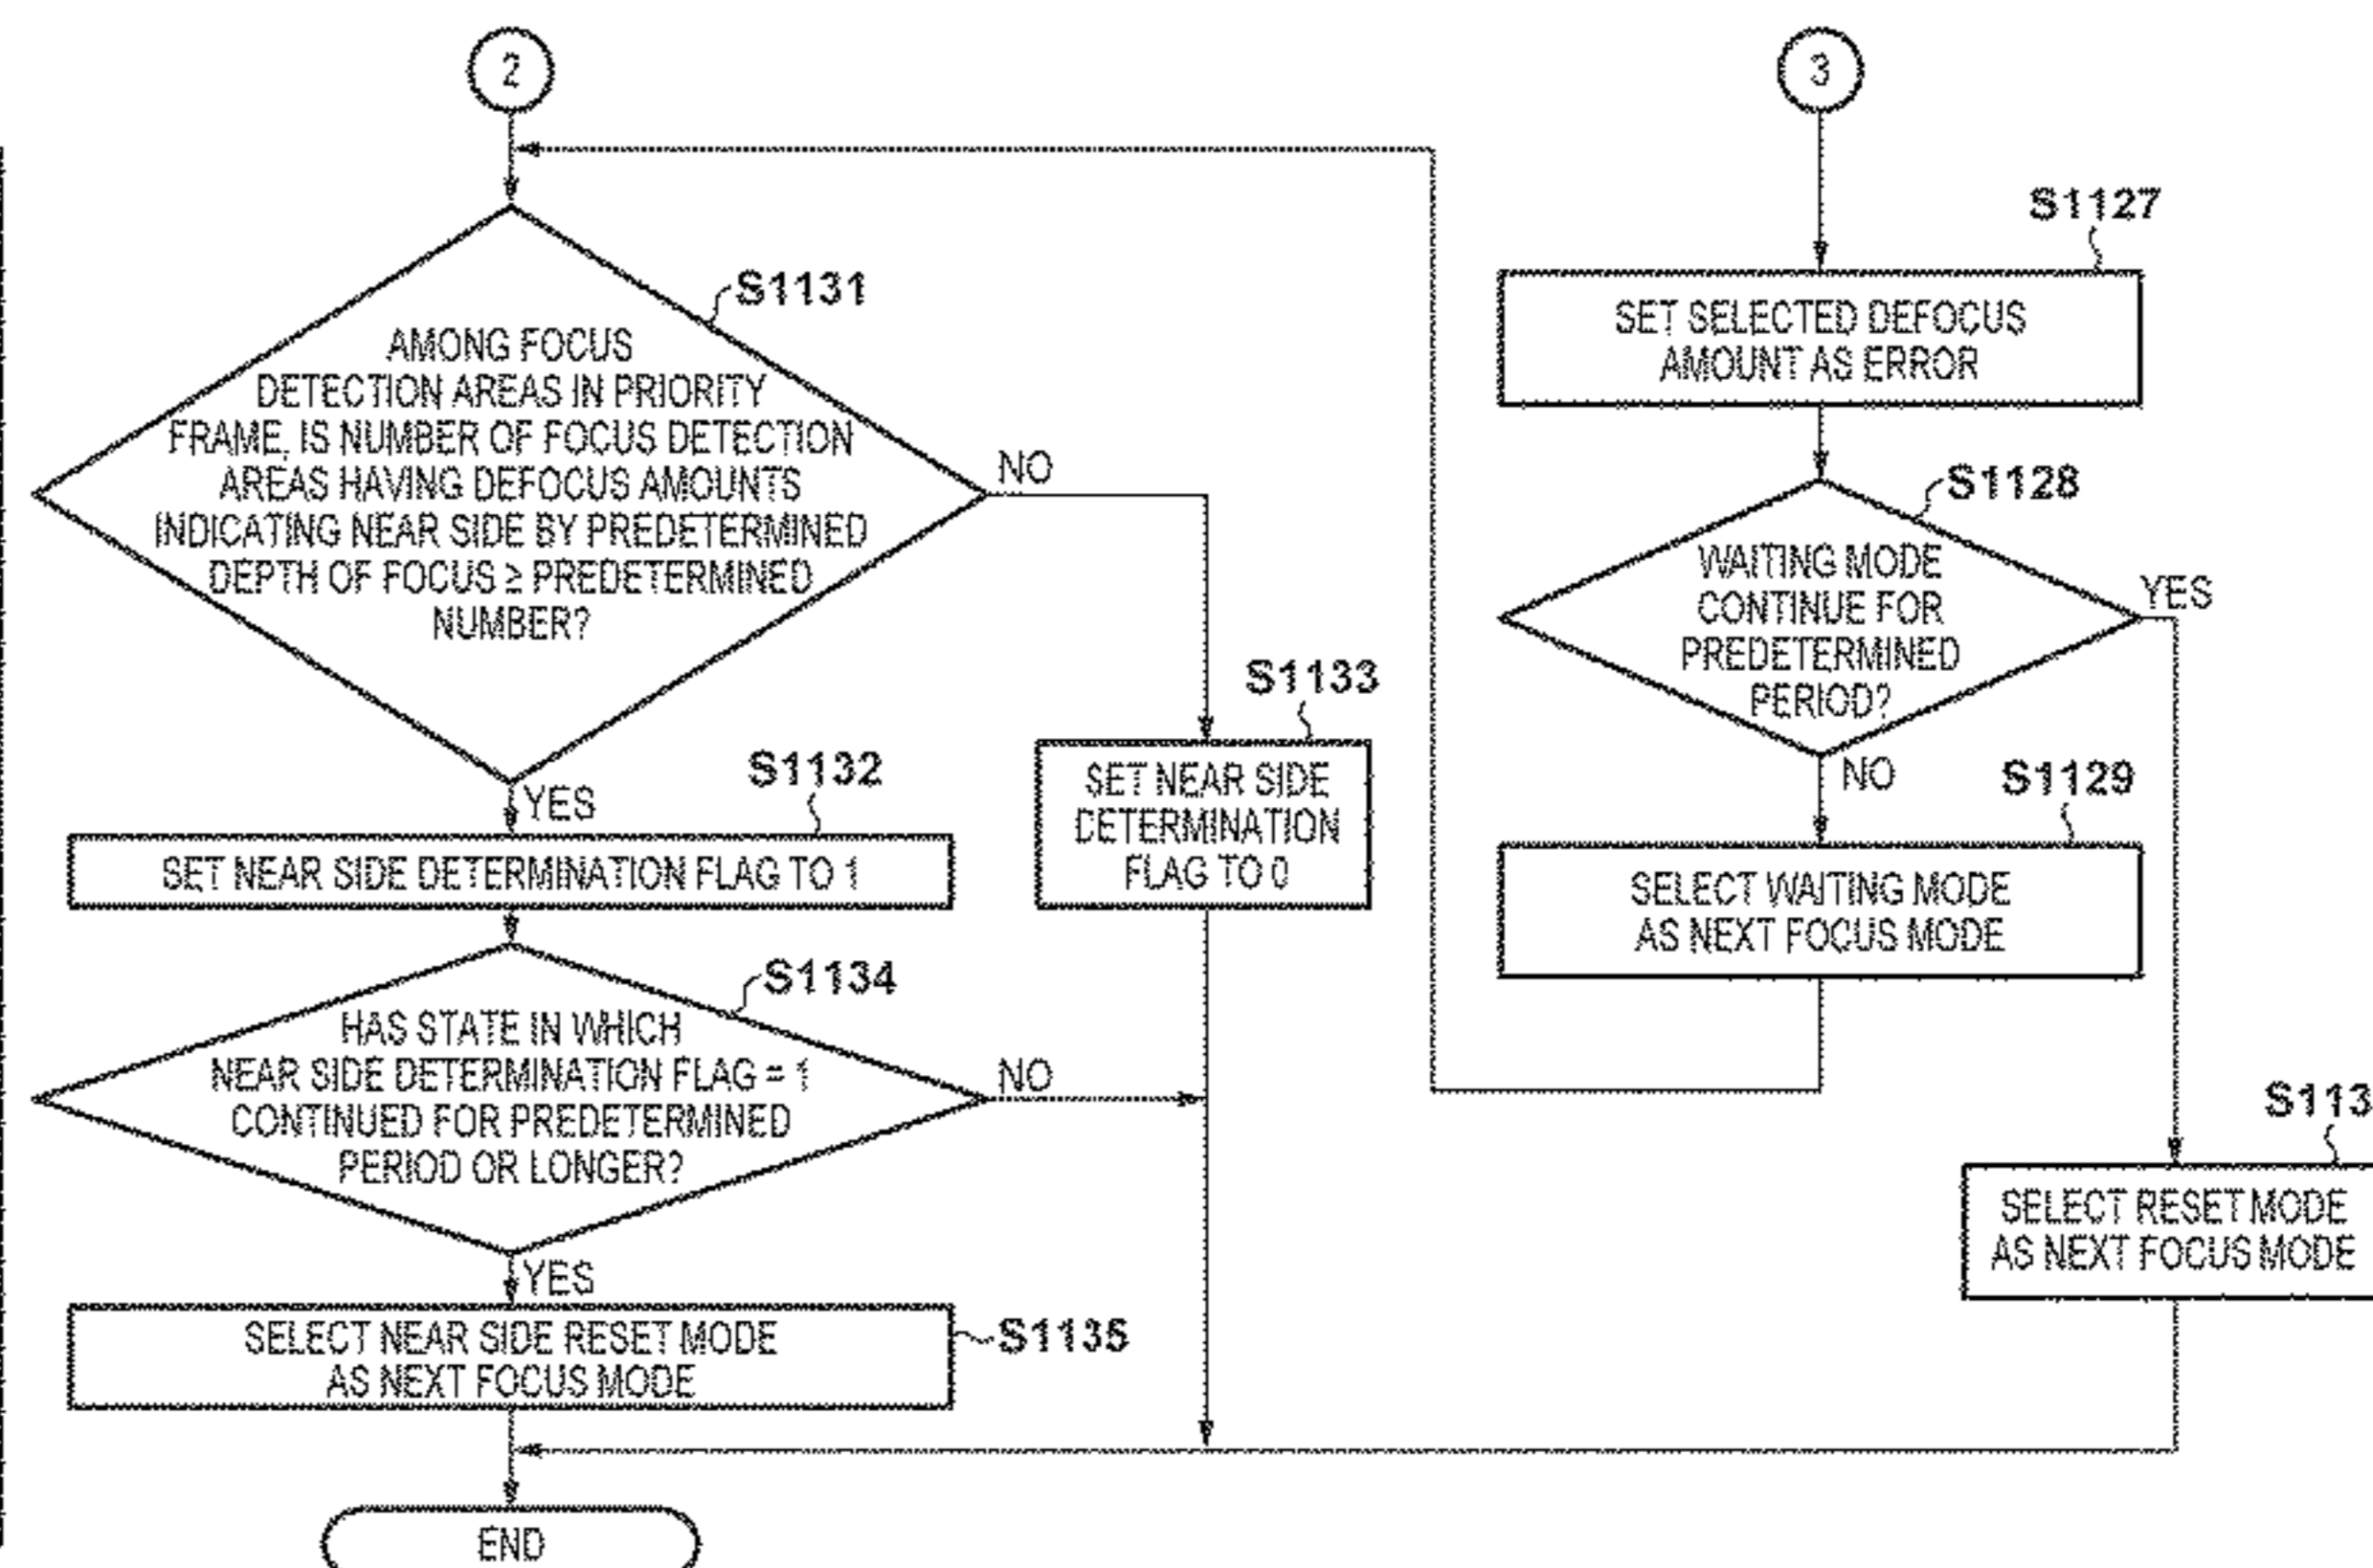 2
S1131
AMONG FOCUS
DETECTION AREAS IN PRIORITY
FRAME, IS NUMBER OF FOCUS DETECTION
AREAS HAVING DEFOCUS AMOUNTS
INDICATING NEAR SIDE BY PREDETERMINED
DEPTH OF FOCUS ≥ PREDETERMINED
NUMBER?
NO
YES
S1132
SET NEAR SIDE DETERMINATION FLAG TO 1
S1133
SET NEAR SIDE
DETERMINATION
FLAG TO 0
S1134
HAS STATE IN WHICH
NEAR SIDE DETERMINATION FLAG = 1
CONTINUED FOR PREDETERMINED
PERIOD OR LONGER?
NO
YES
SELECT NEAR SIDE RESET MODE
AS NEXT FOCUS MODE
S1135
END
3
S1127
SET SELECTED DEFOCUS
AMOUNT AS ERROR
S1128
WAITING MODE
CONTINUE FOR
PREDETERMINED
PERIOD?
YES
NO
S1129
SELECT WAITING MODE
AS NEXT FOCUS MODE
S113
SELECT RESET MODE
AS NEXT FOCUS MODE